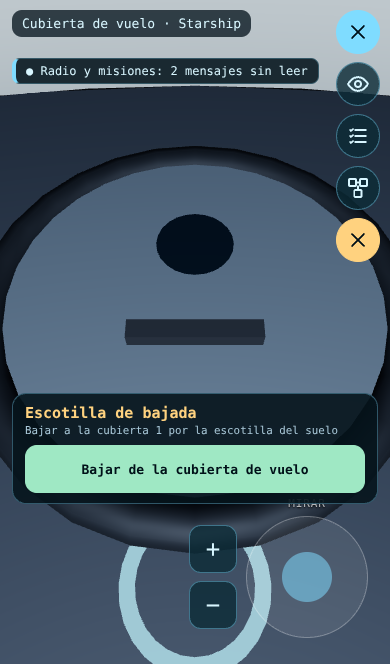 Cubierta de vuelo · Starship
● Radio y misiones: 2 mensajes sin leer
Escotilla de bajada
Bajar a la cubierta 1 por la escotilla del suelo
Bajar de la cubierta de vuelo
MIRAR
+
−